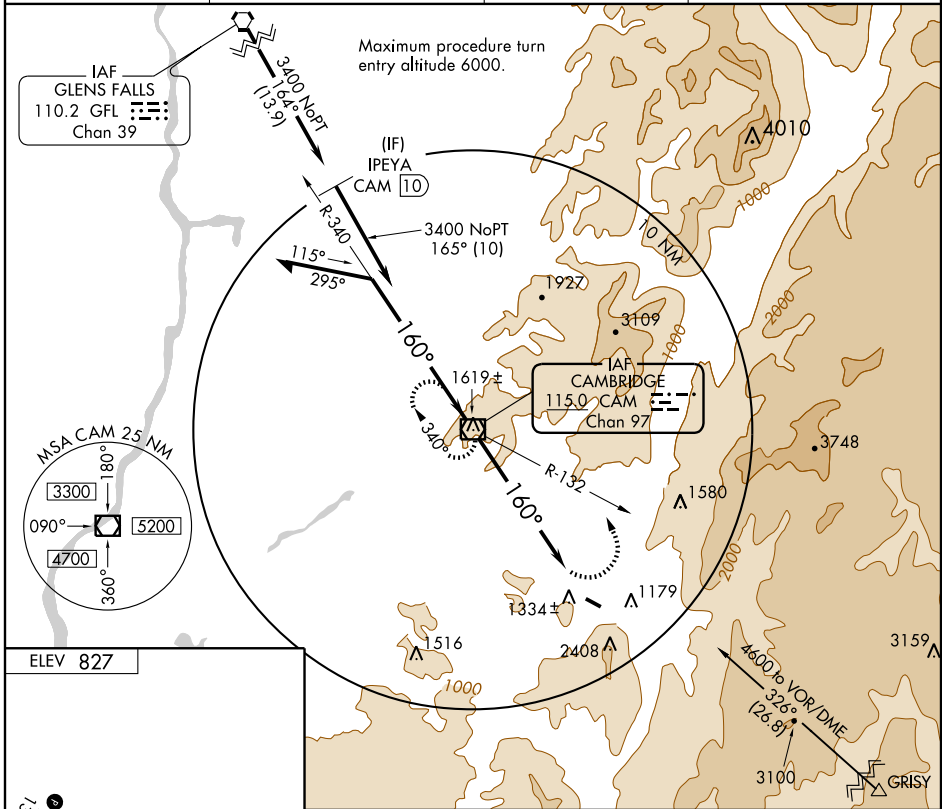 IAF
GLENS FALLS
110.2 GFL
Chan 39
3400 NoPT
164°
(13.9)
Maximum procedure turn
entry altitude 6000.
4010
1000
(IF)
IPEYA
CAM 10
10 NM
R-340
3400 NoPT
165° (10)
115°
295°
1927
3109
1000
2000
160°
1619±
IAF
CAMBRIDGE
115.0 CAM
Chan 97
340°
R-132
3748
MSA CAM 25 NM
180°
3300
090°
5200
4700
360°
160°
1580
2000
1334±
1179
1516
2408
3159
1000
4600 to VOR/DME
326°
(26.8)
3100
GRISY
ELEV 827
P